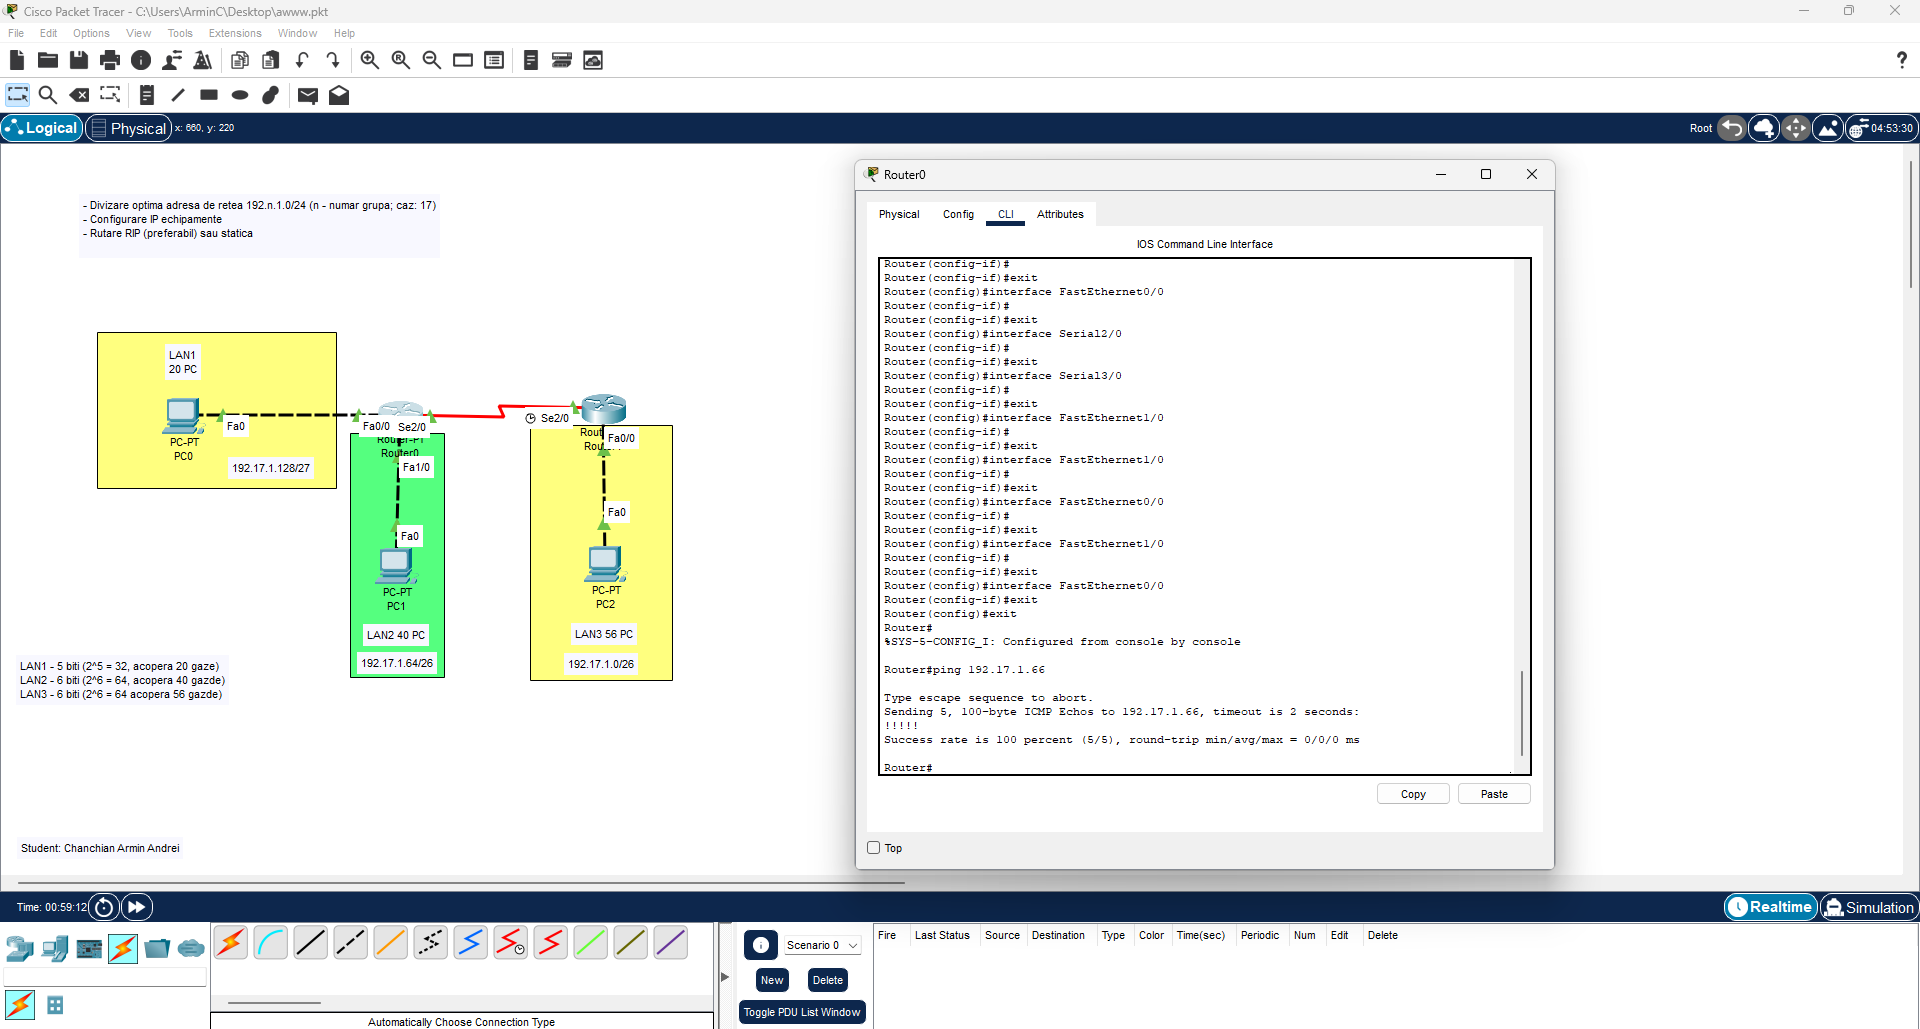 Cisco Packet Tracer - C:\Users\ArminC\Desktop\awww.pkt
File Edit Options View Tools Extensions Window Help
Logical
Physical
x: 660, y: 220
Root
04:53:30
- Divizare optima adresa de retea 192.n.1.0/24 (n - numar grupa; caz: 17)
- Configurare IP echipamente
- Rutare RIP (preferabil) sau statica
LAN1
20 PC
Fa0
PC-PT
PC0
192.17.1.128/27
Fa0/0
Se2/0
Router-PT
Router0
Fa1/0
Fa0
PC-PT
PC1
LAN2 40 PC
192.17.1.64/26
Se2/0
Rout
Rou
Fa0/0
Fa0
PC-PT
PC2
LAN3 56 PC
192.17.1.0/26
LAN1 - 5 biti (2^5 = 32, acopera 20 gaze)
LAN2 - 6 biti (2^6 = 64, acopera 40 gazde)
LAN3 - 6 biti (2^6 = 64 acopera 56 gazde)
Student: Chanchian Armin Andrei
Router0
Physical Config CLI Attributes
IOS Command Line Interface
Router(config-if)#
Router(config-if)#exit
Router(config)#interface FastEthernet0/0
Router(config-if)#
Router(config-if)#exit
Router(config)#interface Serial2/0
Router(config-if)#
Router(config-if)#exit
Router(config)#interface Serial3/0
Router(config-if)#
Router(config-if)#exit
Router(config)#interface FastEthernet1/0
Router(config-if)#
Router(config-if)#exit
Router(config)#interface FastEthernet1/0
Router(config-if)#
Router(config-if)#exit
Router(config)#interface FastEthernet0/0
Router(config-if)#
Router(config-if)#exit
Router(config)#interface FastEthernet1/0
Router(config-if)#
Router(config-if)#exit
Router(config)#interface FastEthernet0/0
Router(config-if)#exit
Router(config)#exit
Router#
%SYS-5-CONFIG_I: Configured from console by console
Router#ping 192.17.1.66
Type escape sequence to abort.
Sending 5, 100-byte ICMP Echos to 192.17.1.66, timeout is 2 seconds:
!!!!!
Success rate is 100 percent (5/5), round-trip min/avg/max = 0/0/0 ms
Router#
Copy
Paste
Top
Time: 00:59:12
Realtime
Simulation
Scenario 0
New
Delete
Toggle PDU List Window
Fire Last Status Source Destination Type Color Time(sec) Periodic Num Edit Delete
Automatically Choose Connection Type